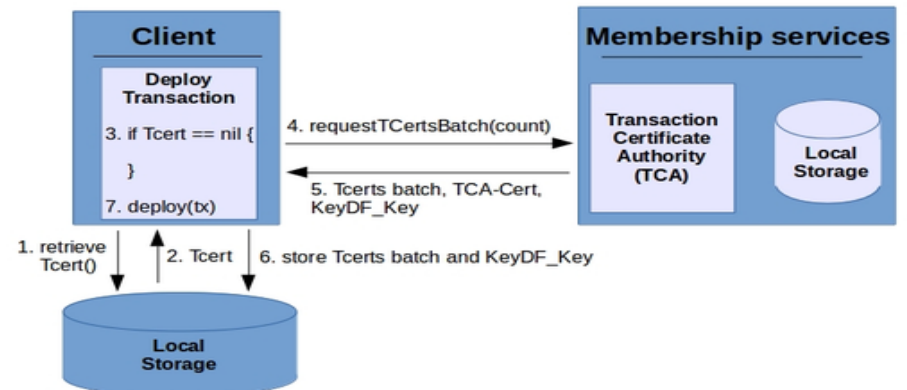 Client
Deploy
Transaction
3. if Tcert == nil {
}
7. deploy(tx)
4. requestTCertsBatch(count)
5. Tcerts batch, TCA-Cert,
KeyDF_Key
Membership services
Transaction
Certificate
Authority
(TCA)
Local
Storage
1. retrieve
Tcert()
2. Tcert
6. store Tcerts batch and KeyDF_Key
Local
Storage